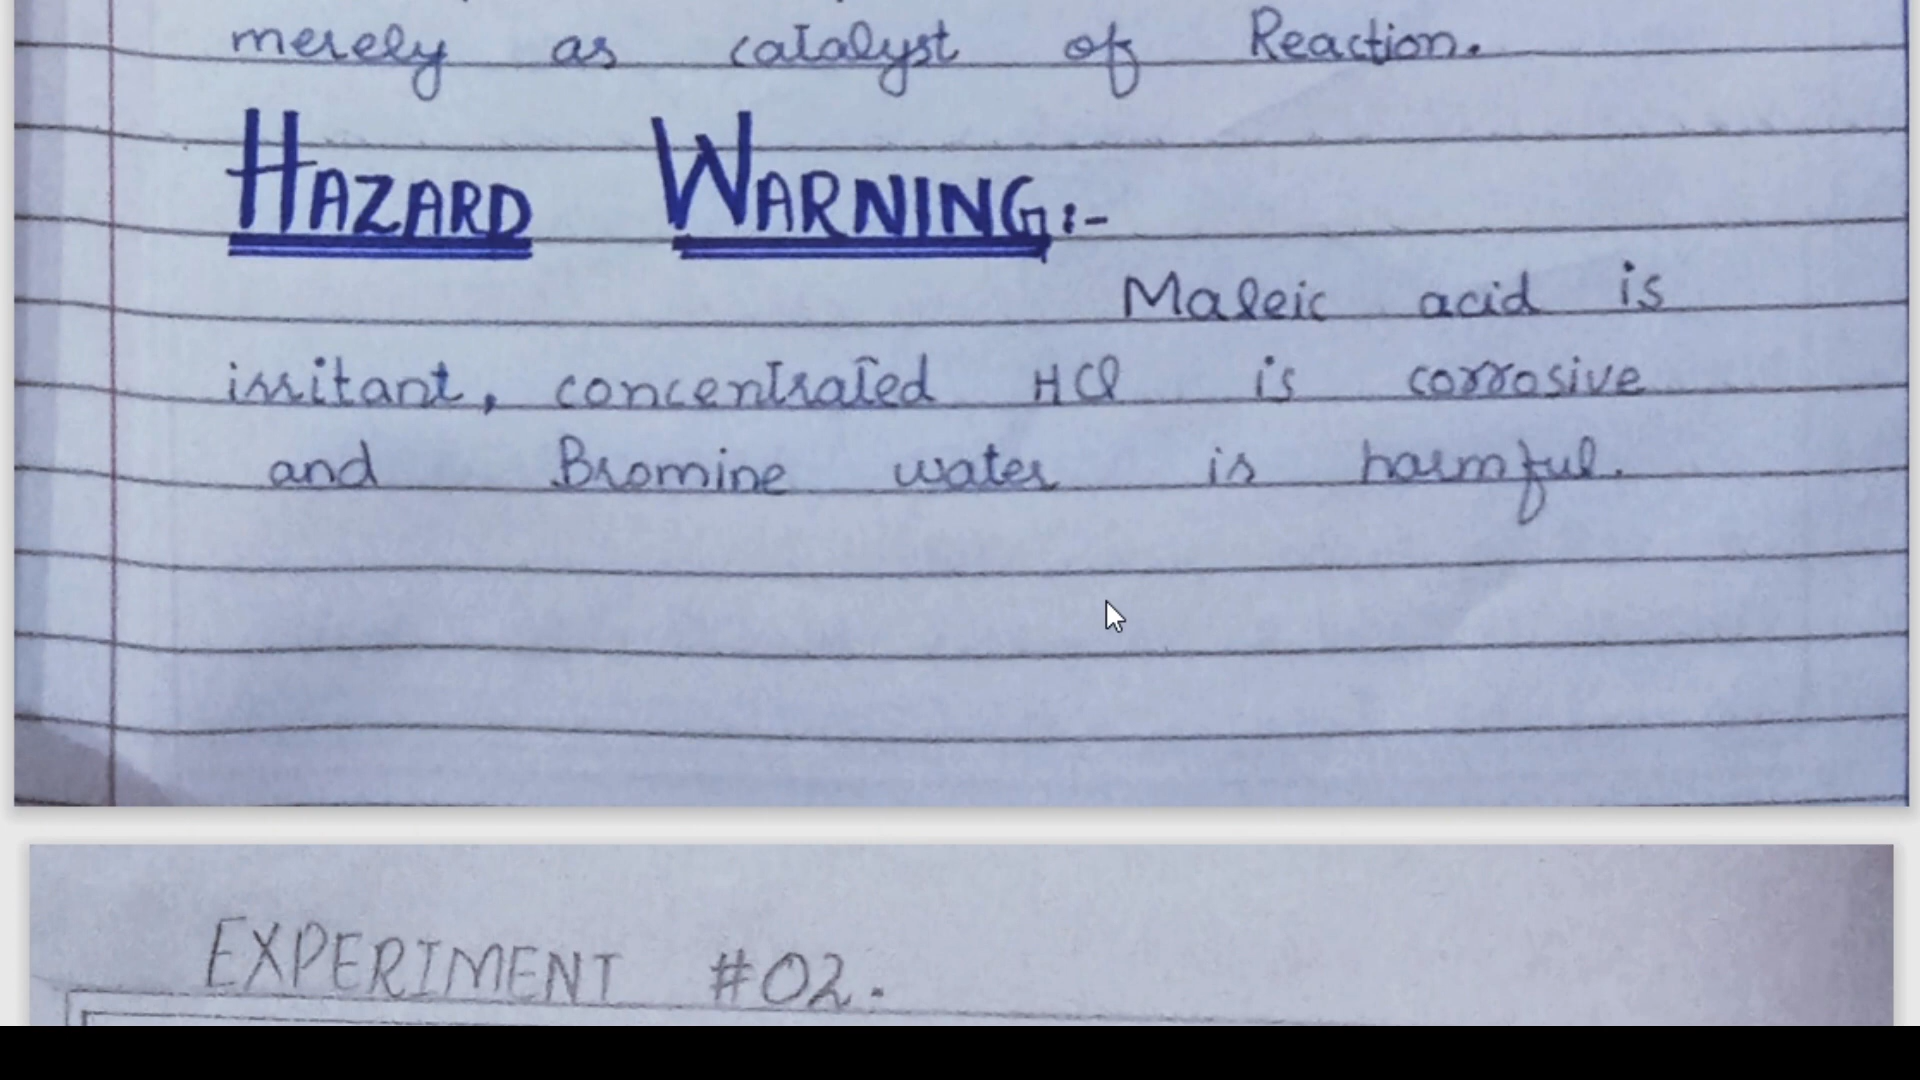 merely as catalyst of Reaction.
HAZARD WARNING:-
Maleic acid is
irritant, concentrated HCl is corrosive
and Bromine water is harmful.
EXPERIMENT #02.